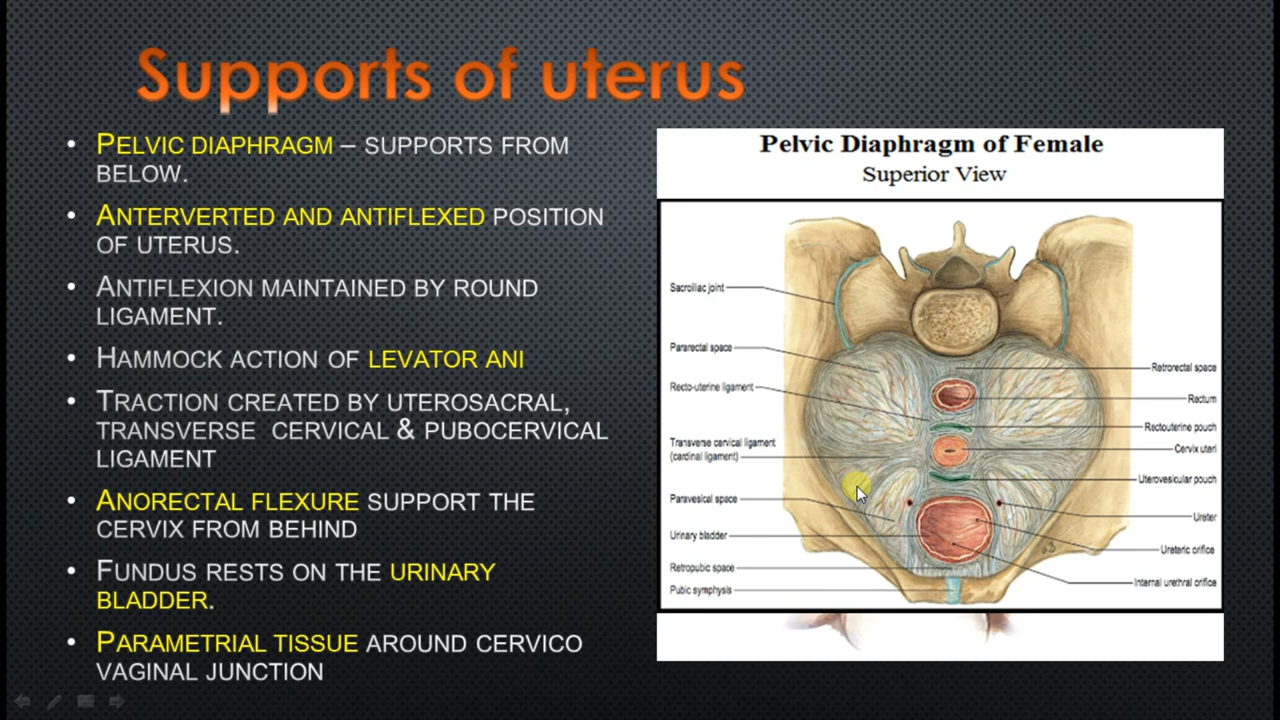 Supports of uterus
• PELVIC DIAPHRAGM – SUPPORTS FROM
BELOW.
• ANTERVERTED AND ANTIFLEXED POSITION
OF UTERUS.
• ANTIFLEXION MAINTAINED BY ROUND
LIGAMENT.
• HAMMOCK ACTION OF LEVATOR ANI
• TRACTION CREATED BY UTEROSACRAL,
TRANSVERSE CERVICAL & PUBOCERVICAL
LIGAMENT
• ANORECTAL FLEXURE SUPPORT THE
CERVIX FROM BEHIND
• FUNDUS RESTS ON THE URINARY
BLADDER.
• PARAMETRIAL TISSUE AROUND CERVICO
VAGINAL JUNCTION
Pelvic Diaphragm of Female
Superior View
Sacroiliac joint
Pararectal space
Recto-uterine ligament
Transverse cervical ligament
(cardinal ligament)
Paravesical space
Urinary bladder
Retropubic space
Pubic symphysis
Retrorectal space
Rectum
Rectouterine pouch
Cervix uteri
Uterovesicular pouch
Ureter
Ureteric orifice
Internal urethral orifice